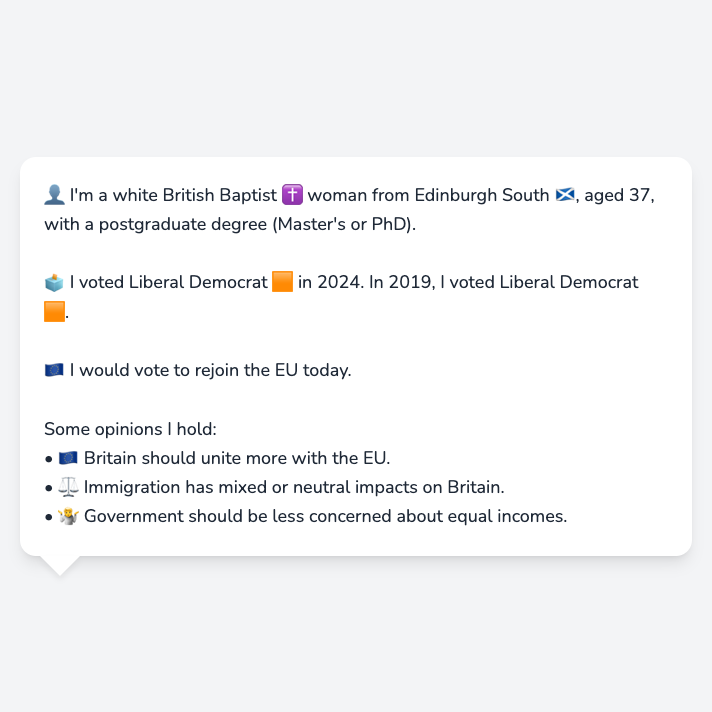 👤 I'm a white British Baptist ✝️ woman from Edinburgh South 🏴󠁧󠁢󠁳󠁣󠁴󠁿, aged 37,
with a postgraduate degree (Master's or PhD).
🗳️ I voted Liberal Democrat 🟧 in 2024. In 2019, I voted Liberal Democrat
🟧.
🇪🇺 I would vote to rejoin the EU today.
Some opinions I hold:
• 🇪🇺 Britain should unite more with the EU.
• ⚖️ Immigration has mixed or neutral impacts on Britain.
• 🤷 Government should be less concerned about equal incomes.